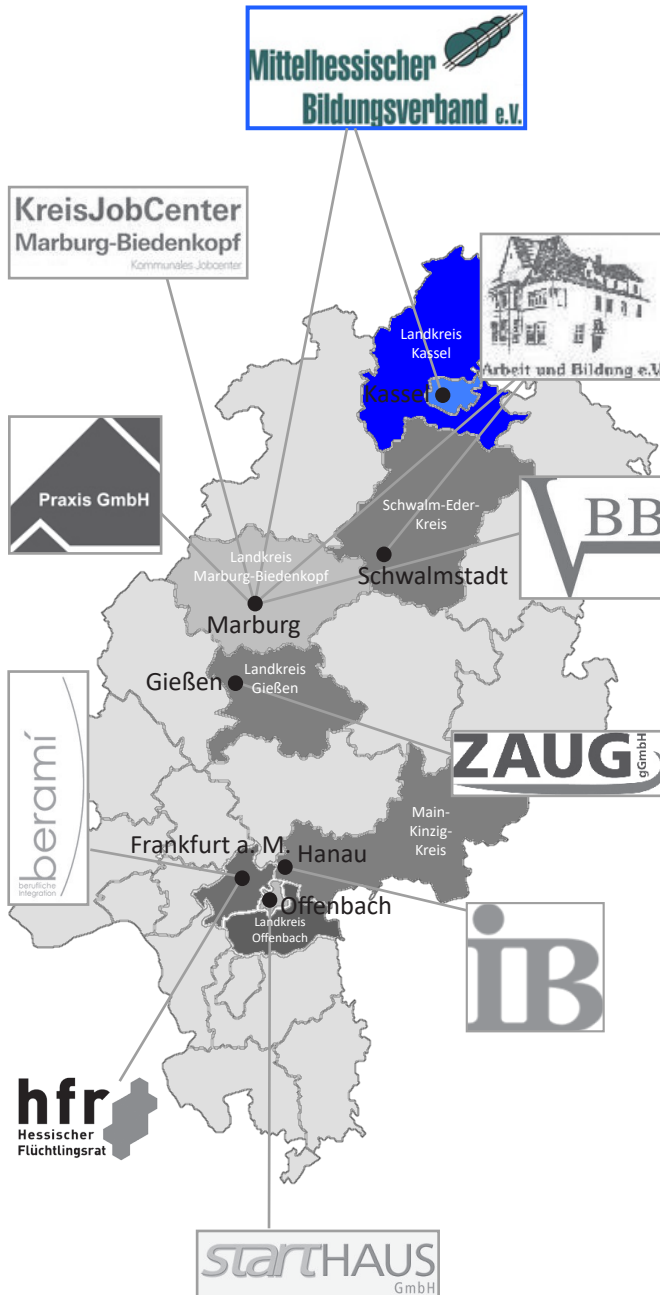 Mittelhessischer
Bildungsverband e.V.
KreisJobCenter
Marburg-Biedenkopf
Kommunales Jobcenter
Arbeit und Bildung e.V.
Landkreis
Kassel
Kassel
Praxis GmbH
VBB
Schwalm-Eder-
Kreis
Schwalmstadt
Landkreis
Marburg-Biedenkopf
Marburg
Gießen
Landkreis
Gießen
ZAUG
gGmbH
beramí
berufliche
Integration
Main-
Kinzig-
Kreis
Frankfurt a. M.
Hanau
Offenbach
Landkreis
Offenbach
iB
hfr
Hessischer
Flüchtlingsrat
startHAUS
GmbH